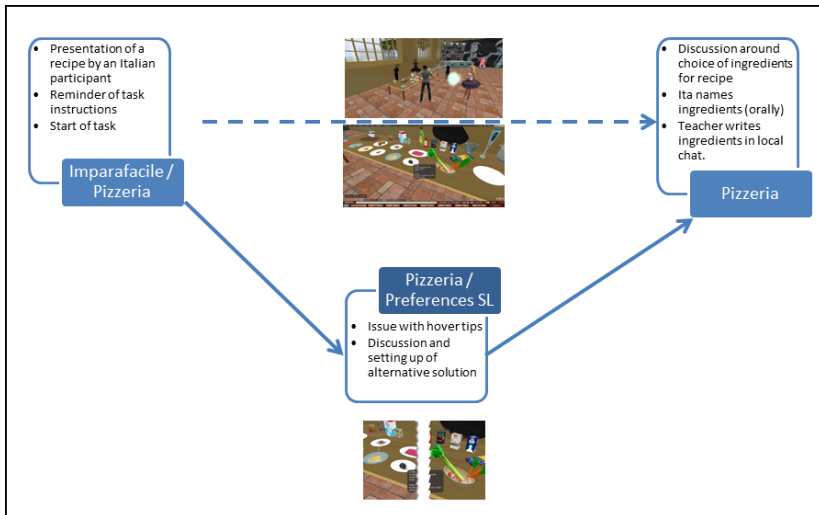 Presentation of a
recipe by an Italian
participant
Reminder of task
instructions
Start of task
Imparafacile /
Pizzeria
Discussion around
choice of ingredients
for recipe
Ita names
ingredients (orally)
Teacher writes
ingredients in local
chat.
Pizzeria
Pizzeria /
Preferences SL
Issue with hover tips
Discussion and
setting up of
alternative solution